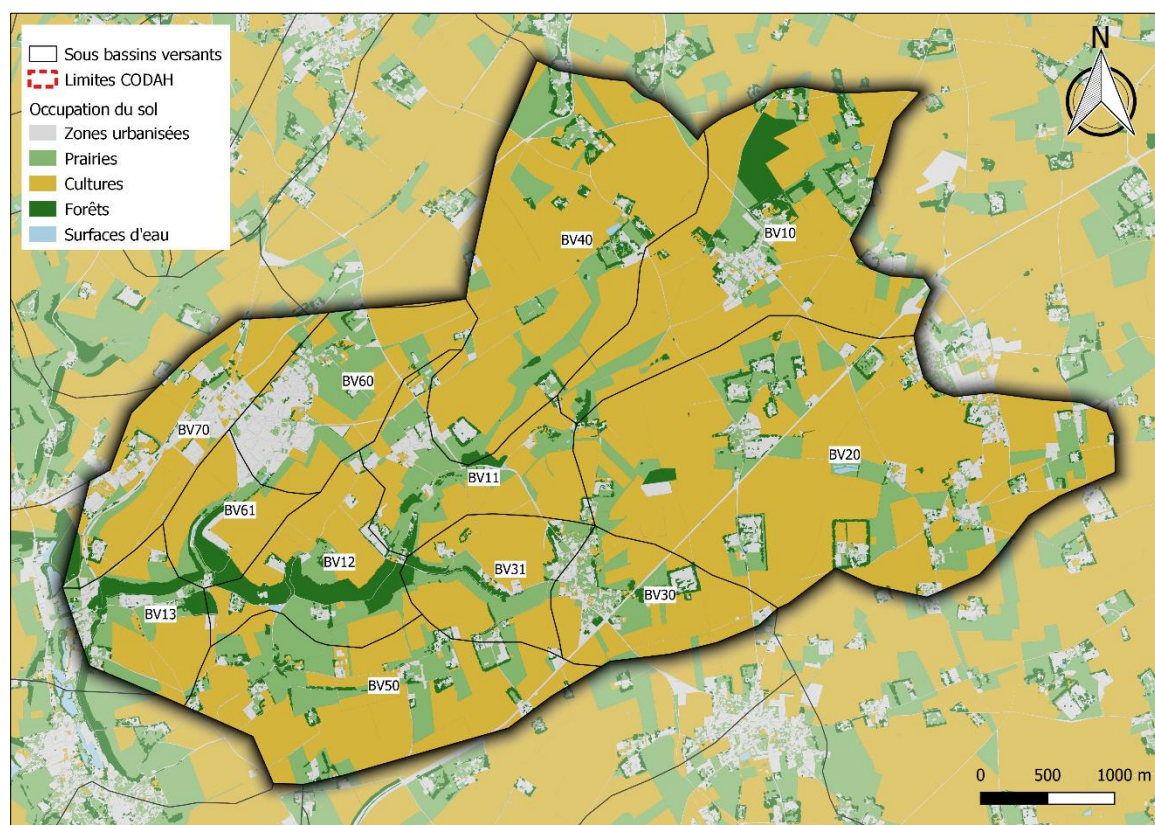 Sous bassins versants
Limites CODAH
Occupation du sol
Zones urbanisées
Prairies
Cultures
Forêts
Surfaces d'eau
N
BV40
BV10
BV60
BV70
BV20
BV11
BV61
BV12
BV31
BV30
BV13
BV50
0 500 1000 m